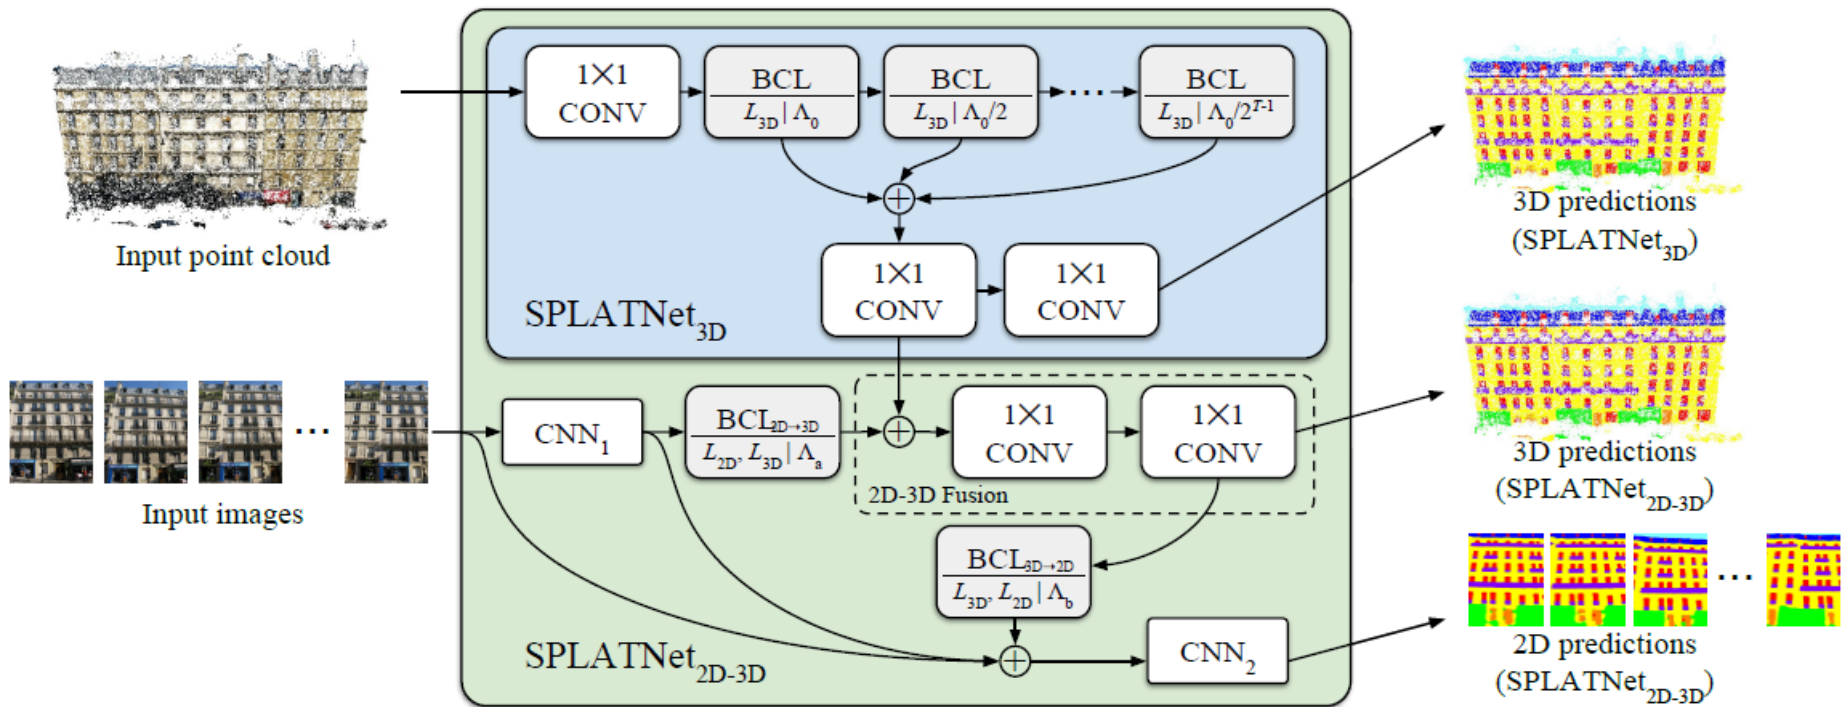 1×1
CONV
BCL
L3D | Λ0
BCL
L3D | Λ0/2
...
BCL
L3D | Λ0/2^T-1
+
Input point cloud
1×1
CONV
1×1
CONV
SPLATNet3D
3D predictions
(SPLATNet3D)
...
Input images
CNN1
BCL2D→3D
L2D, L3D | Λa
+
1×1
CONV
1×1
CONV
2D-3D Fusion
3D predictions
(SPLATNet2D-3D)
BCL3D→2D
L3D, L2D | Λb
+
CNN2
SPLATNet2D-3D
...
2D predictions
(SPLATNet2D-3D)